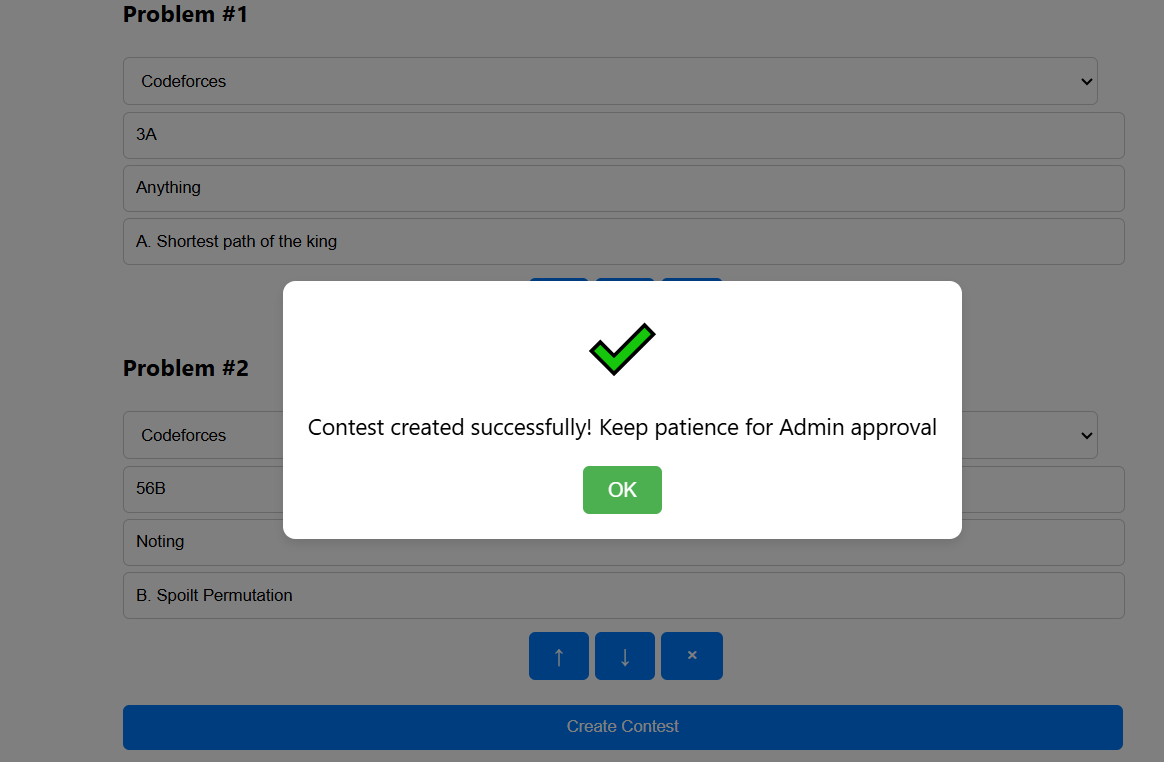 Problem #1
Codeforces
3A
Anything
A. Shortest path of the king
Contest created successfully! Keep patience for Admin approval
OK
Problem #2
Codeforces
56B
Noting
B. Spoilt Permutation
↑ ↓ ×
Create Contest